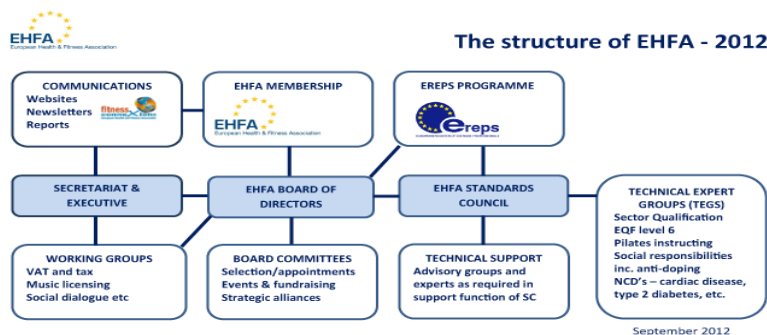 EHFA
European Health & Fitness Association
The structure of EHFA - 2012
COMMUNICATIONS
Websites
Newsletters
Reports
fitness
EHFA MEMBERSHIP
EHFA
European Health & Fitness Association
EREPS PROGRAMME
ereps
SECRETARIAT &
EXECUTIVE
EHFA BOARD OF
DIRECTORS
EHFA STANDARDS
COUNCIL
TECHNICAL EXPERT
GROUPS (TEGS)
Sector Qualification
EQF level 6
Pilates instructing
Social responsibilities
inc. anti-doping
NCD's – cardiac disease,
type 2 diabetes, etc.
WORKING GROUPS
VAT and tax
Music licensing
Social dialogue etc
BOARD COMMITTEES
Selection/appointments
Events & fundraising
Strategic alliances
TECHNICAL SUPPORT
Advisory groups and
experts as required in
support function of SC
September 2012